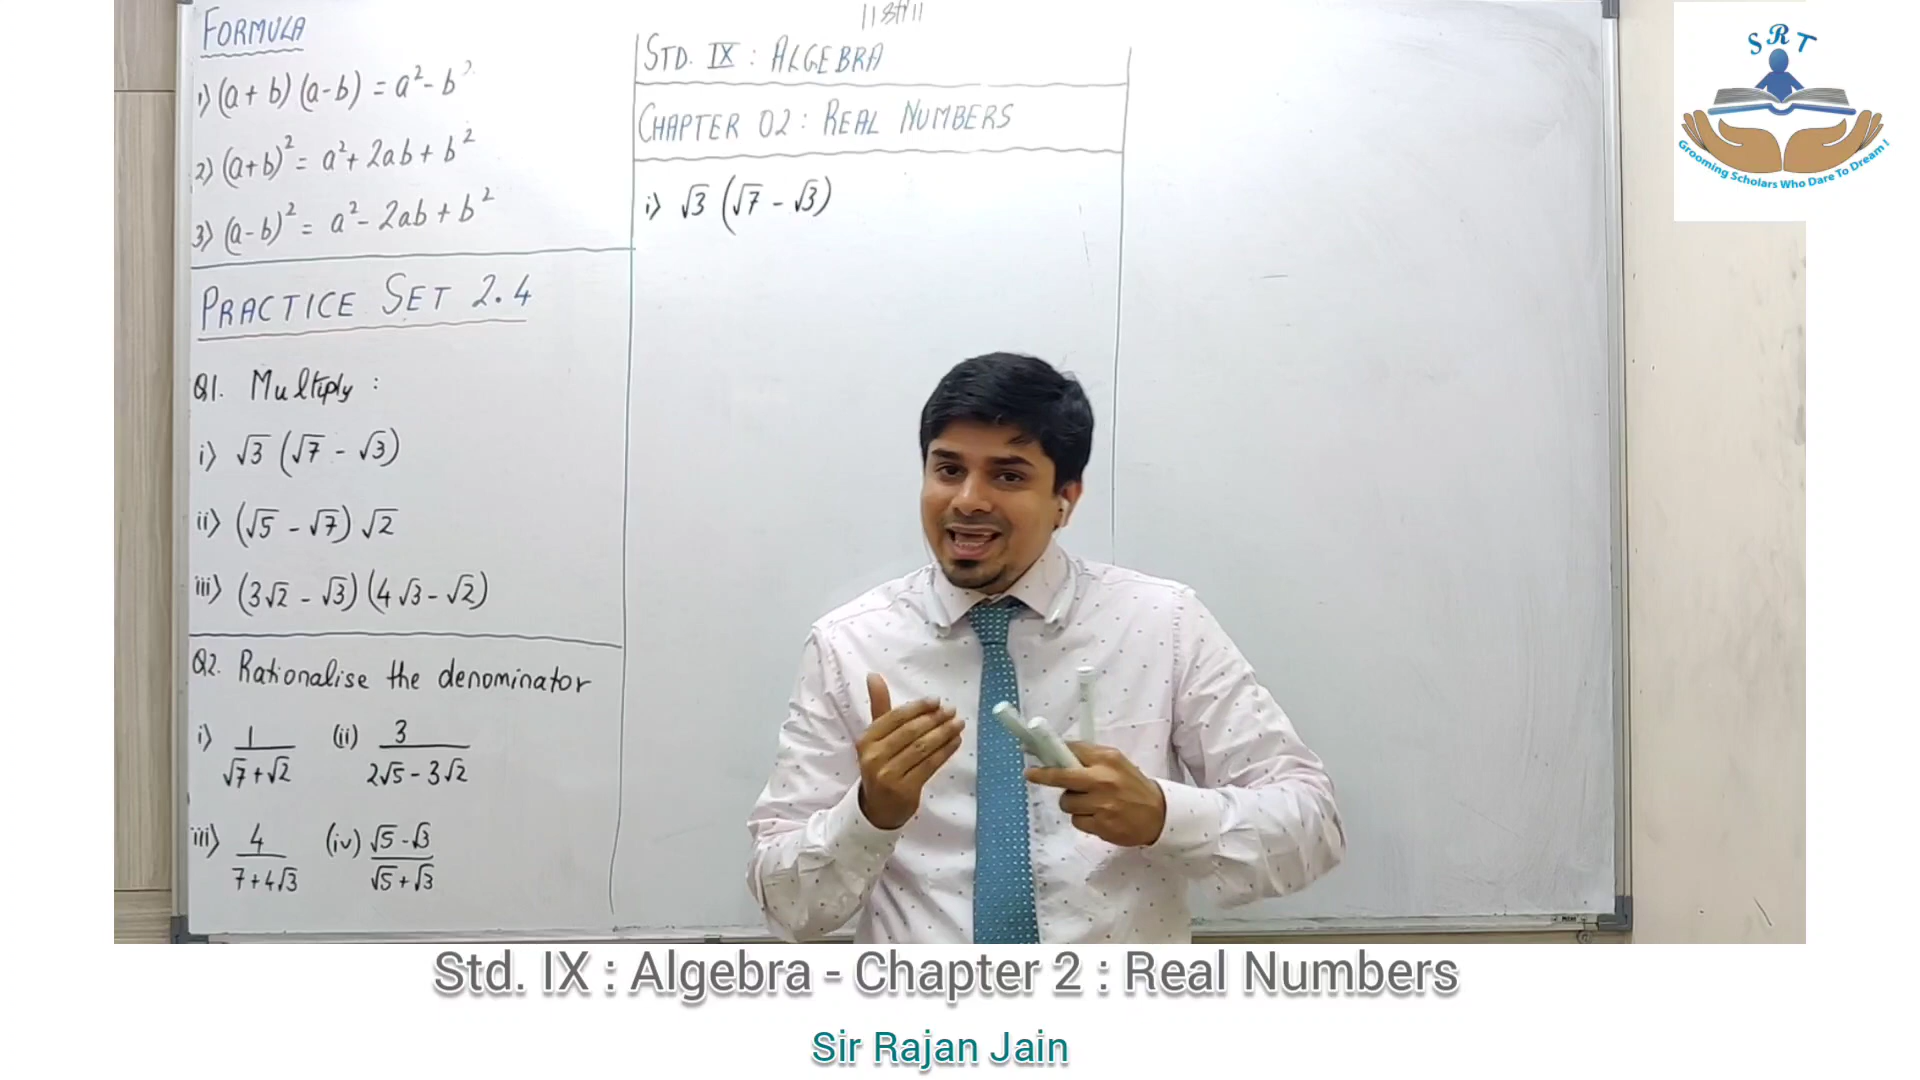 FORMULA
1) (a + b) (a - b) = a² - b²
2) (a+b)² = a² + 2ab + b²
3) (a-b)² = a² - 2ab + b²
PRACTICE SET 2.4
Q1. Multiply :
i) √3 (√7 - √3)
ii) (√5 - √7) √2
iii) (3√2 - √3) (4√3 - √2)
Q2. Rationalise the denominator
i) 1/(√7+√2) (ii) 3/(2√5 - 3√2)
iii) 4/(7+4√3) (iv) (√5-√3)/(√5+√3)
STD. IX : ALGEBRA
CHAPTER 02 : REAL NUMBERS
i) √3 (√7 - √3)
SRT
Grooming Scholars Who Dare To Dream !
Std. IX : Algebra - Chapter 2 : Real Numbers
Sir Rajan Jain